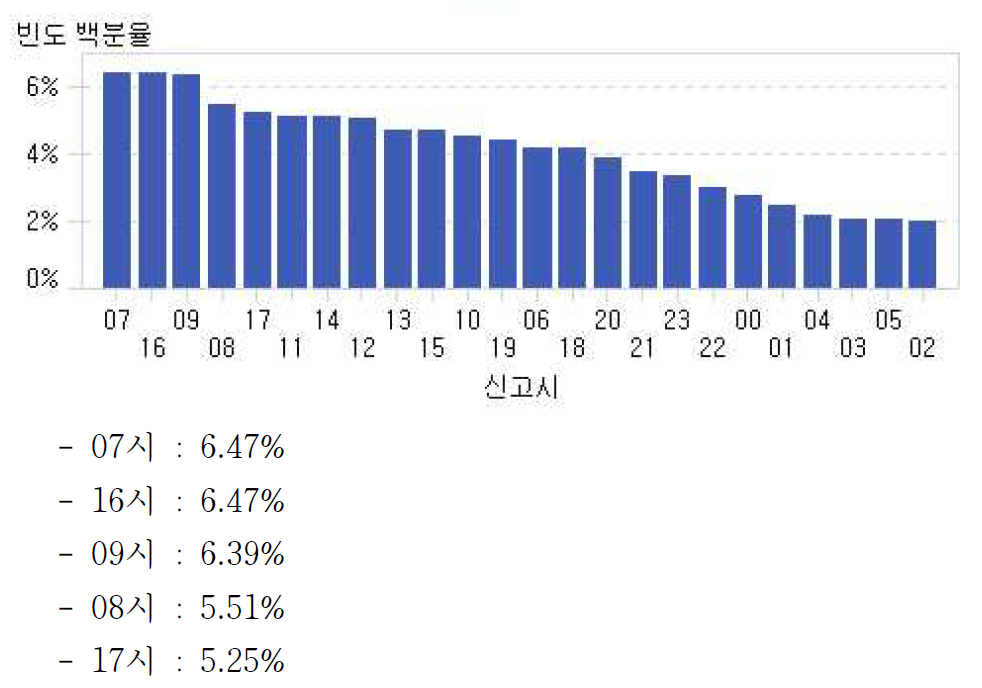 빈도 백분율
6%
4%
2%
0%
07 09 17 14 13 10 06 20 23 00 04 05
16 08 11 12 15 19 18 21 22 01 03 02
신고시
- 07시 : 6.47%
- 16시 : 6.47%
- 09시 : 6.39%
- 08시 : 5.51%
- 17시 : 5.25%